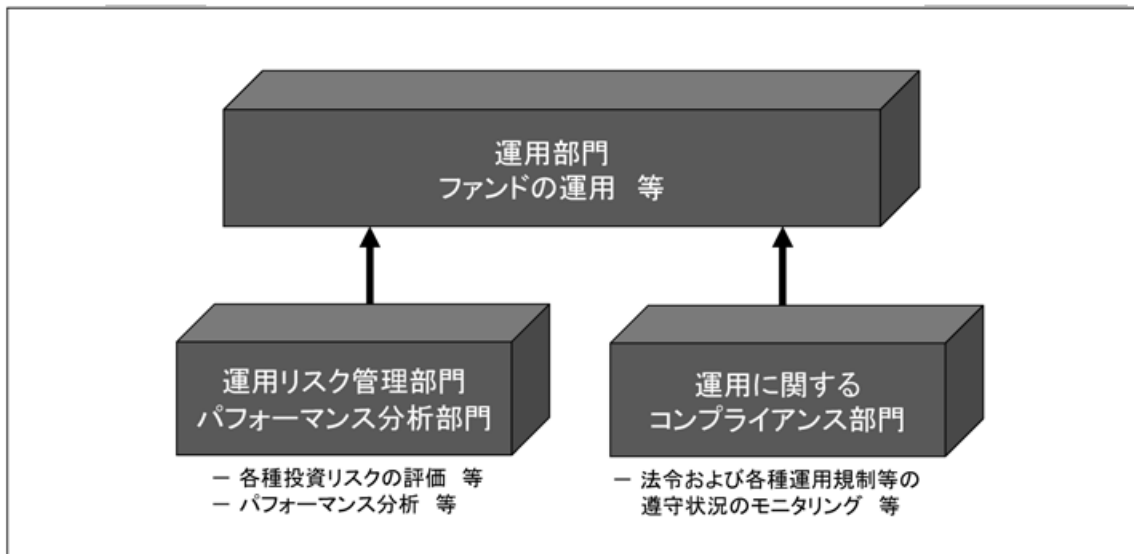 運用部門
ファンドの運用 等
運用リスク管理部門
パフォーマンス分析部門
－ 各種投資リスクの評価 等
－ パフォーマンス分析 等
運用に関する
コンプライアンス部門
－ 法令および各種運用規制等の
遵守状況のモニタリング 等